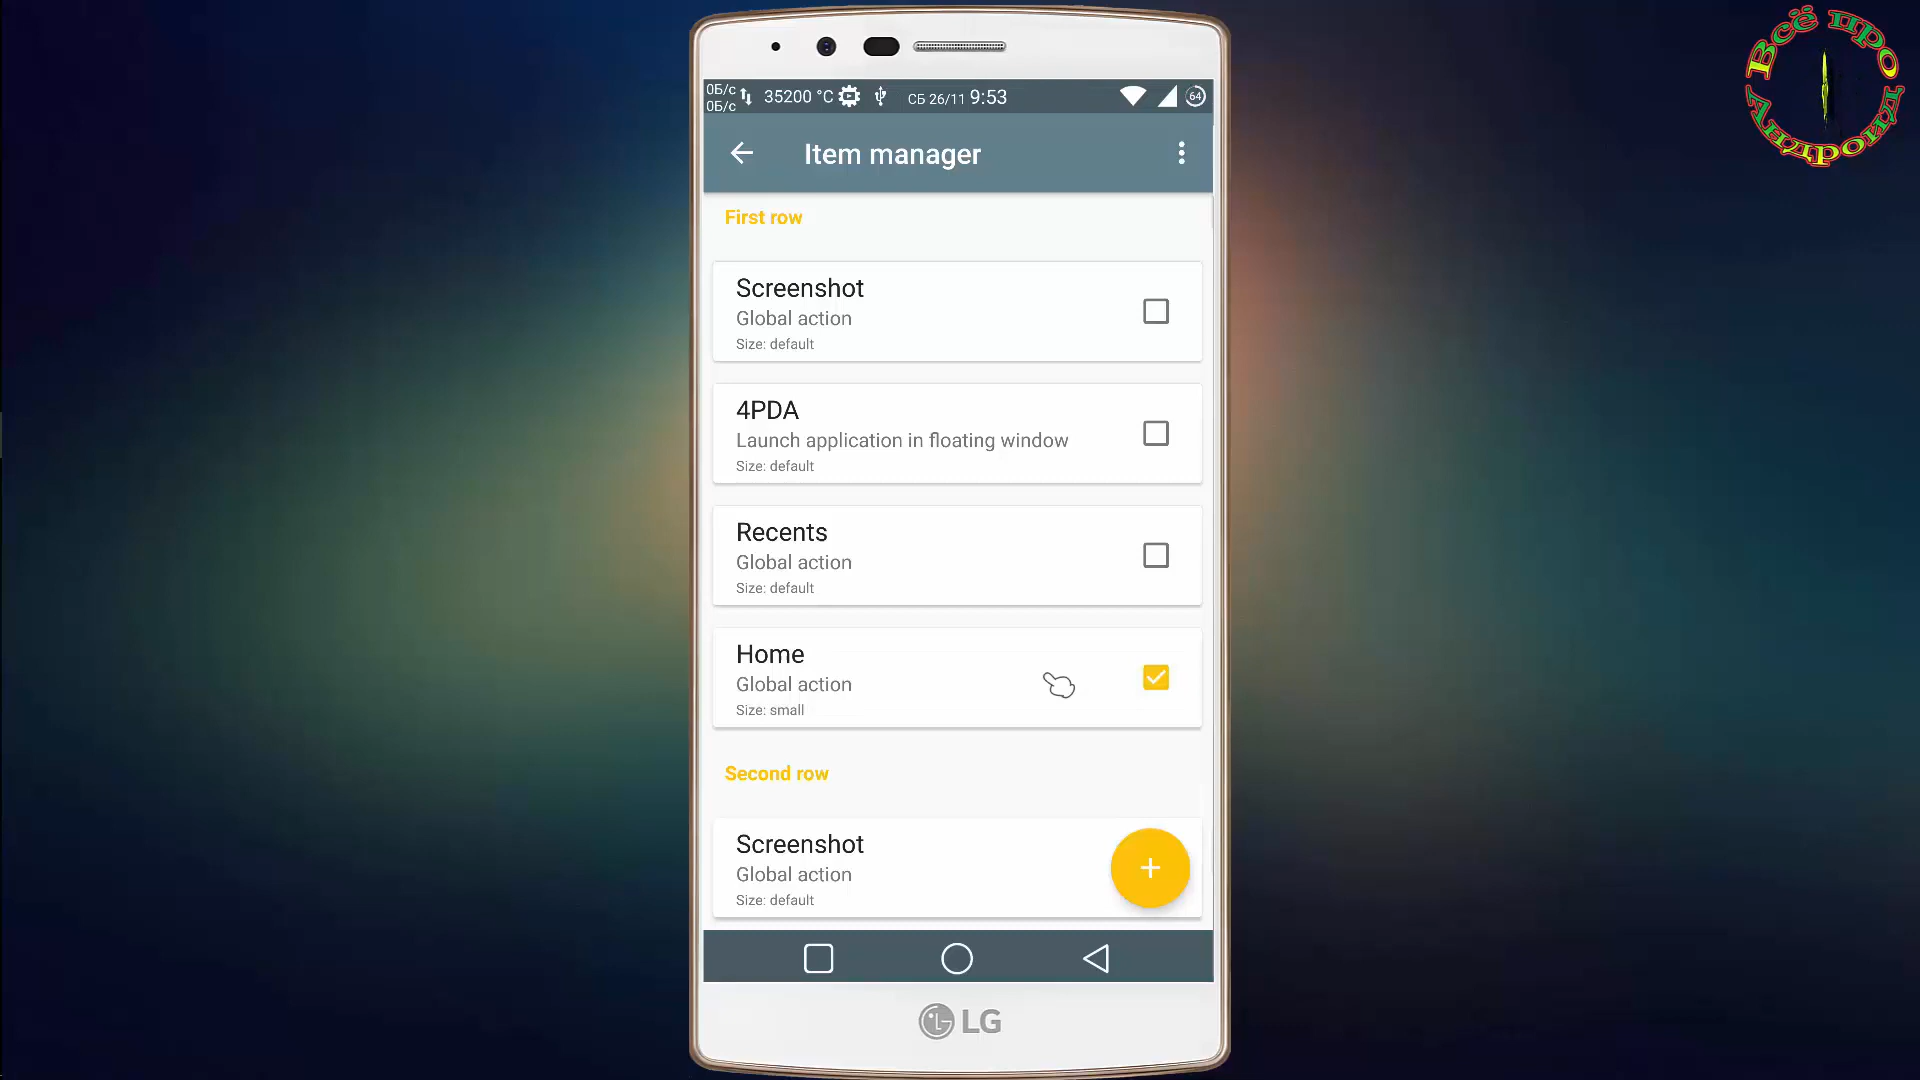 Всё про
Андроид
0Б/с
0Б/с
35200 °C
СБ 26/11 9:53
64
Item manager
First row
Screenshot
Global action
Size: default
4PDA
Launch application in floating window
Size: default
Recents
Global action
Size: default
Home
Global action
Size: small
Second row
Screenshot
Global action
Size: default
LG